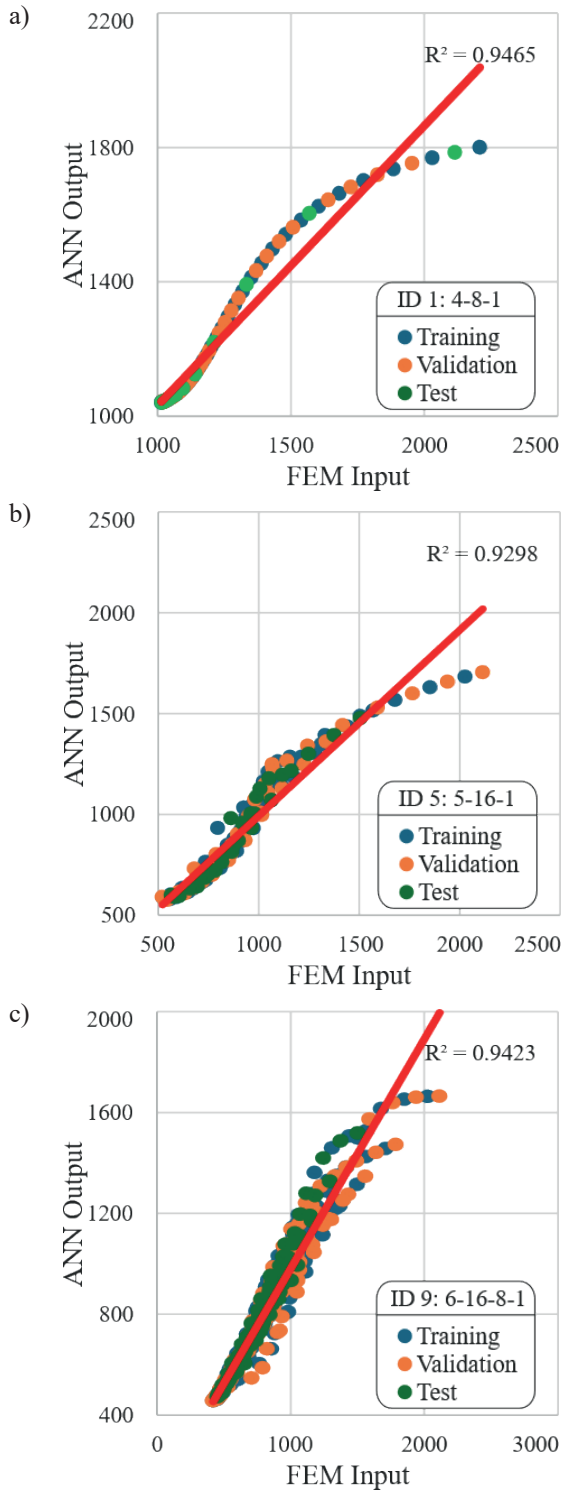 a)
2200
R² = 0.9465
1800
ANN Output
1400
ID 1: 4-8-1
Training
Validation
Test
1000
1000 1500 2000 2500
FEM Input
b)
2500
R² = 0.9298
2000
ANN Output
1500
1000
ID 5: 5-16-1
Training
Validation
Test
500
500 1000 1500 2000 2500
FEM Input
c)
2000
R² = 0.9423
1600
ANN Output
1200
800
ID 9: 6-16-8-1
Training
Validation
Test
400
0 1000 2000 3000
FEM Input